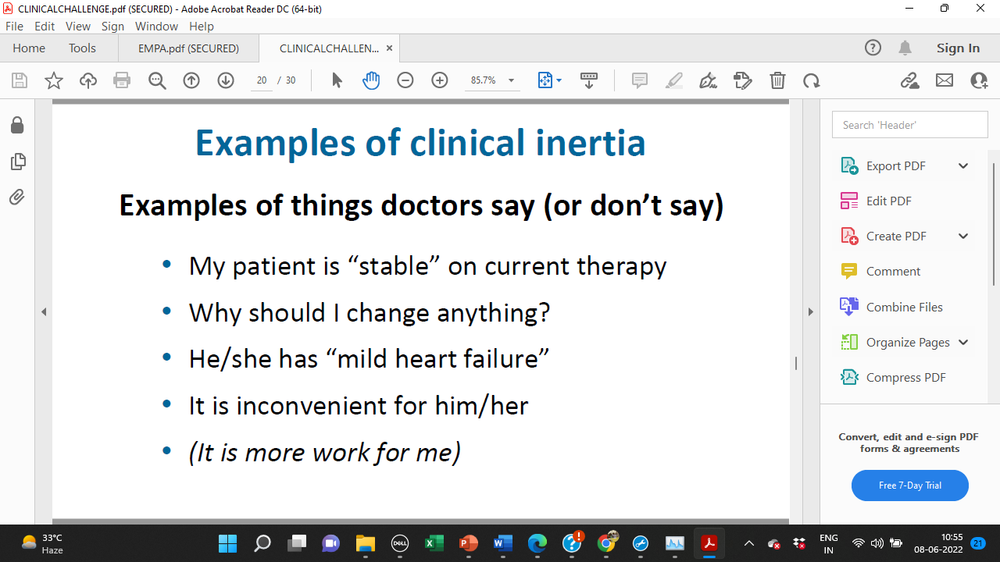 CLINICALCHALLENGE.pdf (SECURED) - Adobe Acrobat Reader DC (64-bit)
File Edit View Sign Window Help
Home Tools EMPA.pdf (SECURED) CLINICALCHALLEN... ×
? Sign In
20 / 30 85.7%
Search 'Header'
Export PDF
Edit PDF
Create PDF
Comment
Combine Files
Organize Pages
Compress PDF
Convert, edit and e-sign PDF
forms & agreements
Free 7-Day Trial
Examples of clinical inertia
Examples of things doctors say (or don’t say)
• My patient is “stable” on current therapy
• Why should I change anything?
• He/she has “mild heart failure”
• It is inconvenient for him/her
• (It is more work for me)
33°C
Haze
DELL
ENG
IN
10:55
08-06-2022
21